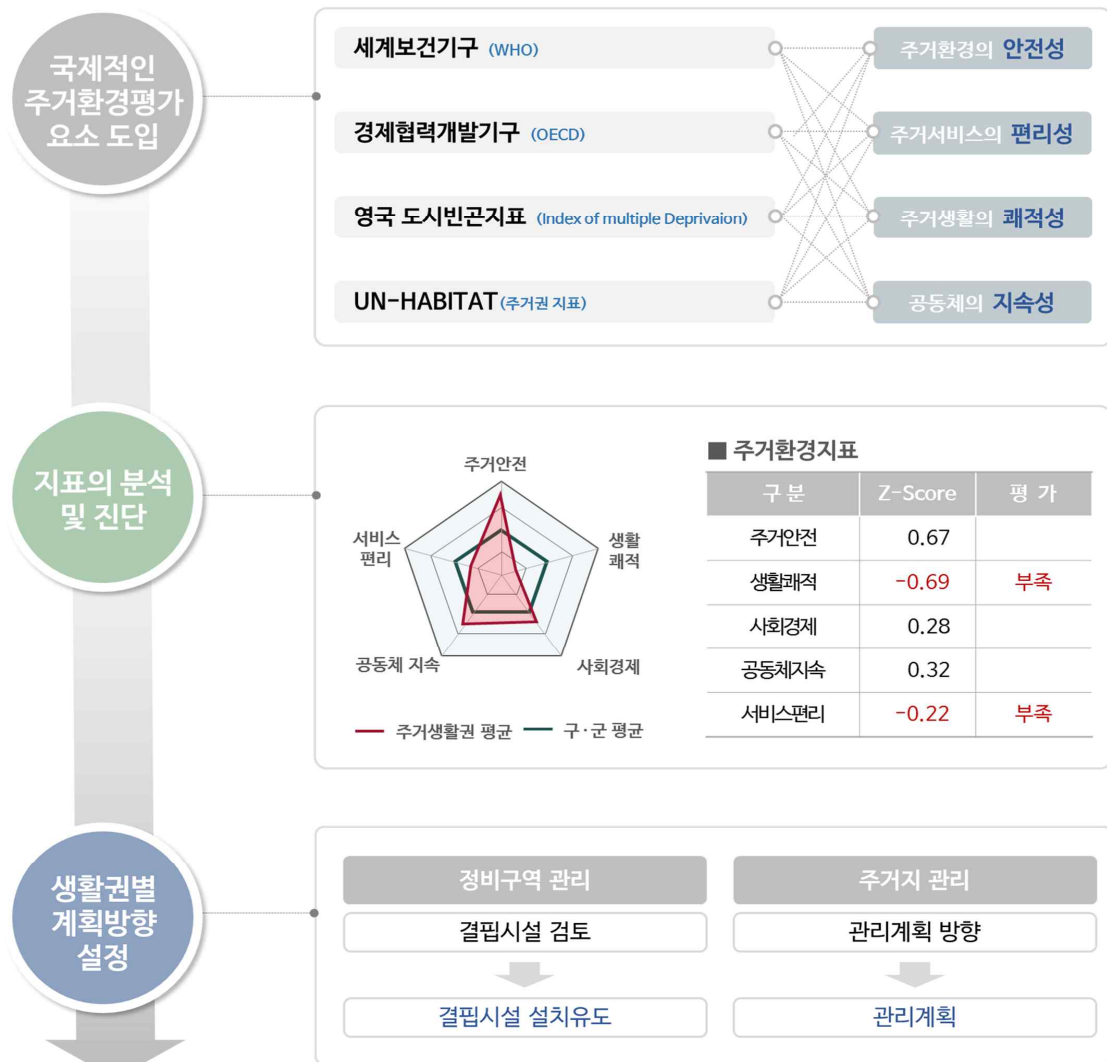 국제적인
주거환경평가
요소 도입
세계보건기구 (WHO)
주거환경의 안전성
경제협력개발기구 (OECD)
주거서비스의 편리성
영국 도시빈곤지표 (Index of multiple Deprivaion)
주거생활의 쾌적성
UN-HABITAT(주거권 지표)
공동체의 지속성
지표의 분석
및 진단
주거안전
서비스
편리
생활
쾌적
공동체 지속
사회경제
주거생활권 평균
구·군 평균
■ 주거환경지표
구 분 Z-Score 평 가
주거안전 0.67
생활쾌적 -0.69 부족
사회경제 0.28
공동체지속 0.32
서비스편리 -0.22 부족
생활권별
계획방향
설정
정비구역 관리
결핍시설 검토
결핍시설 설치유도
주거지 관리
관리계획 방향
관리계획